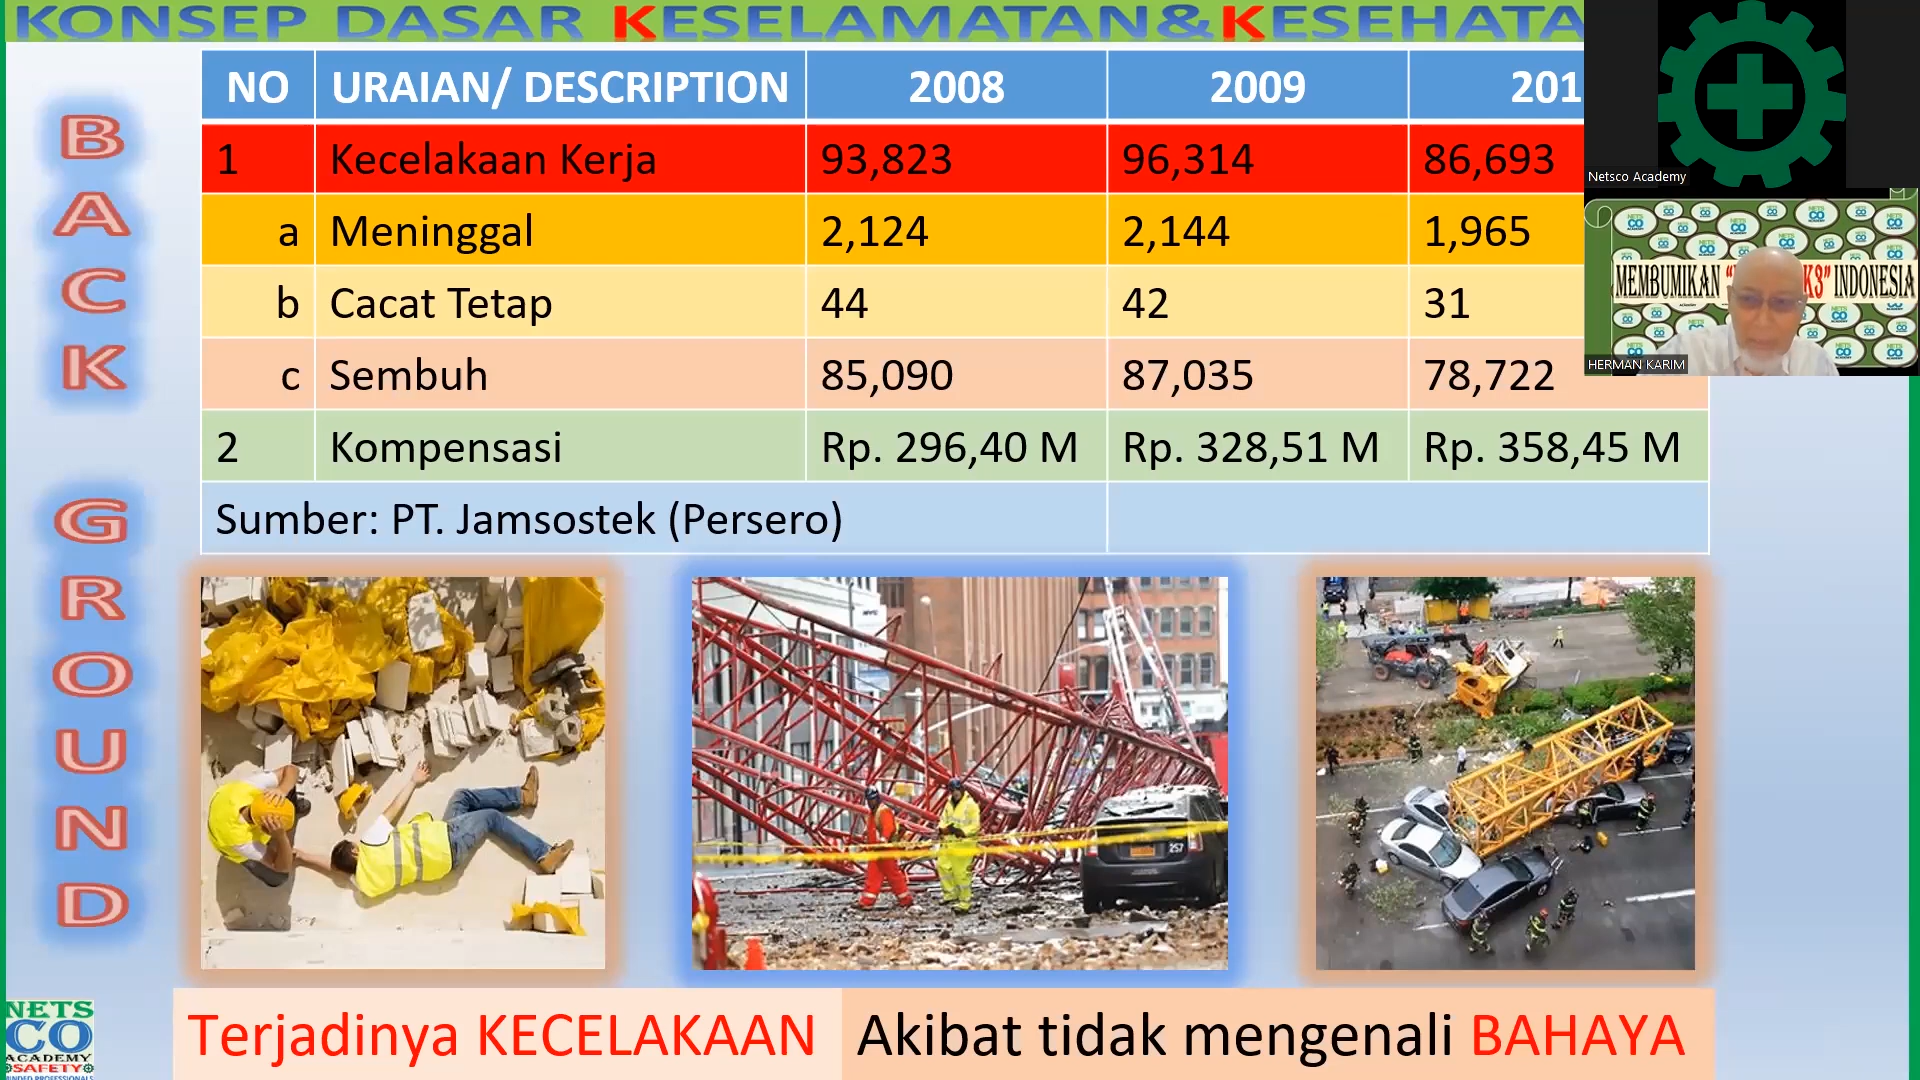 KONSEP DASAR KESELAMATAN&KESEHATA
BACK GROUND
NO URAIAN/ DESCRIPTION 2008 2009 201
1 Kecelakaan Kerja 93,823 96,314 86,693
a Meninggal 2,124 2,144 1,965
b Cacat Tetap 44 42 31
c Sembuh 85,090 87,035 78,722
2 Kompensasi Rp. 296,40 M Rp. 328,51 M Rp. 358,45 M
Sumber: PT. Jamsostek (Persero)
Netsco Academy
MEMBUMIKAN K3" INDONESIA
HERMAN KARIM
257
NETS
CO
ACADEMY
SAFETY
MINDED PROFESSIONALS
Terjadinya KECELAKAAN Akibat tidak mengenali BAHAYA